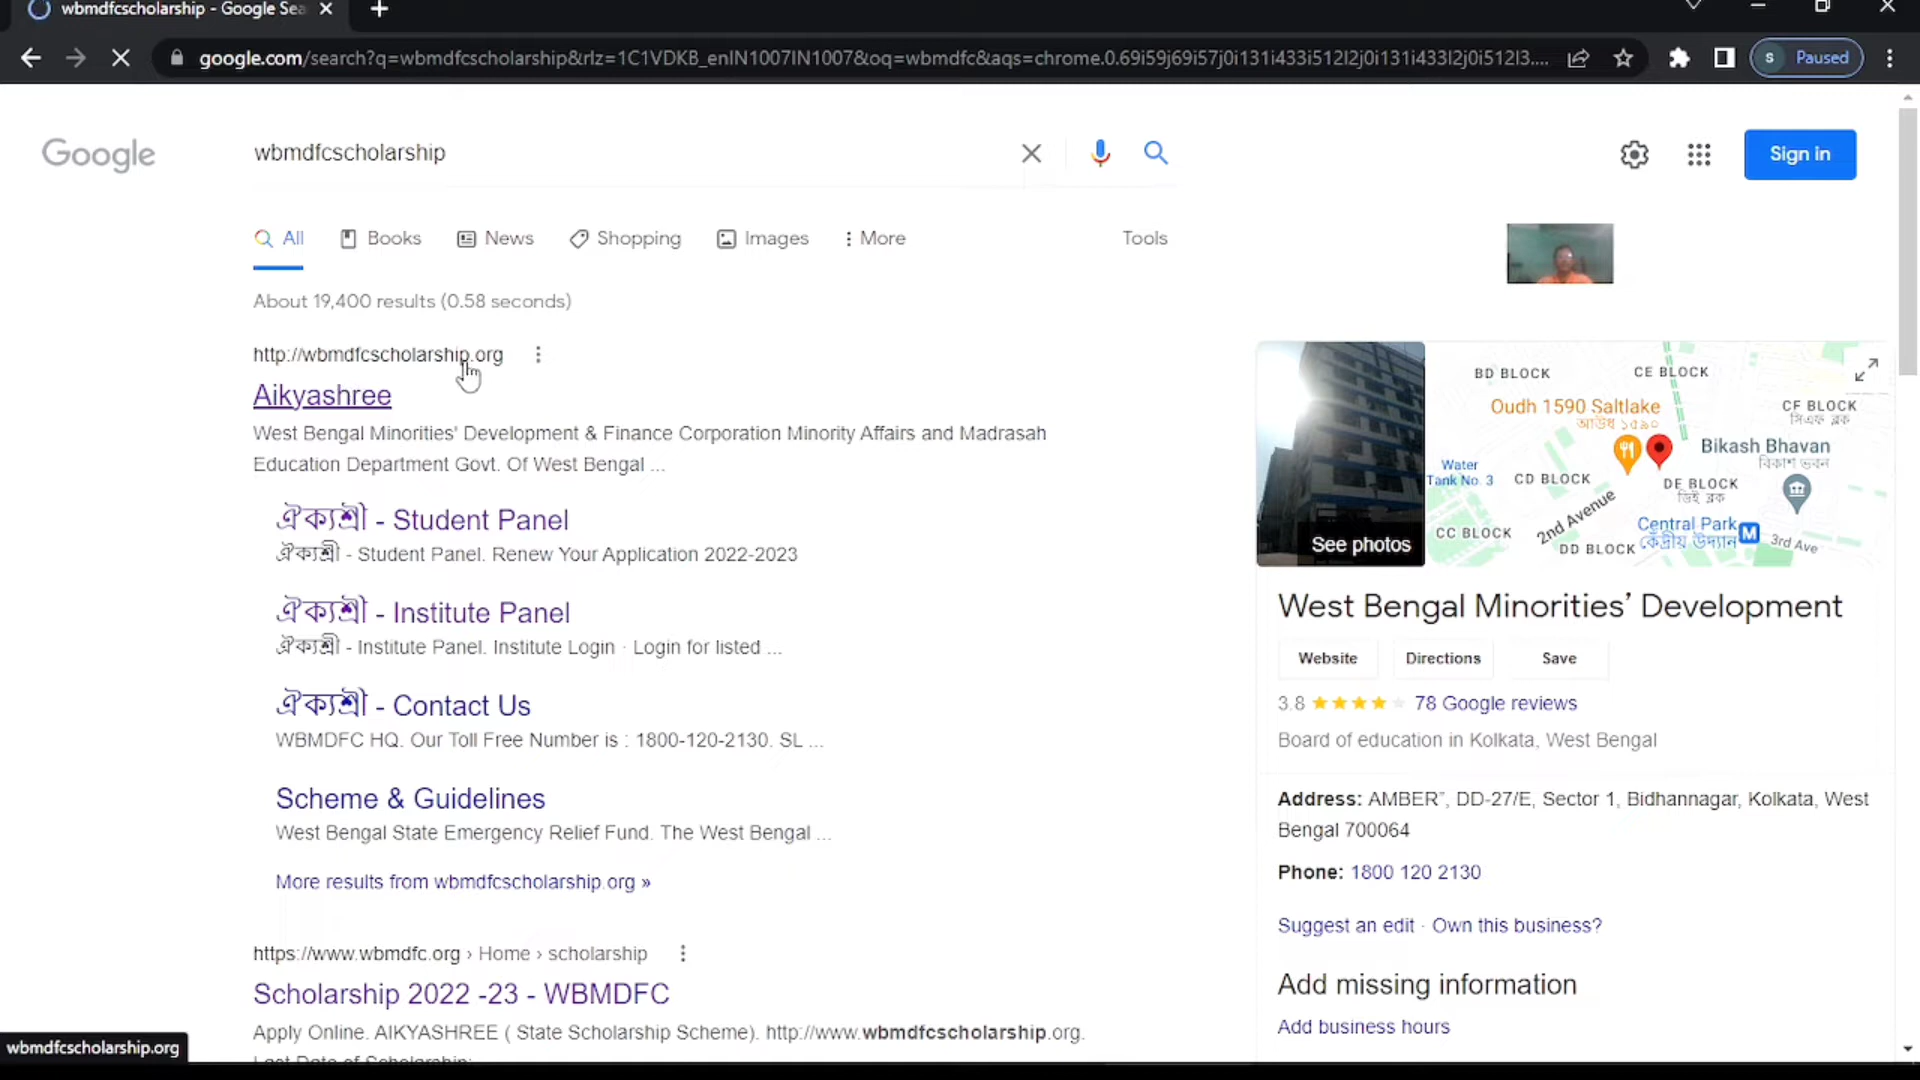 wbmdfcscholarship - Google Sea
google.com/search?q=wbmdfcscholarship&rlz=1C1VDKB_enIN1007IN1007&oq=wbmdfc&aqs=chrome.0.69i59j69i57j0i131i433i512l2j0i131i433l2j0i512l3....
S Paused
Google
wbmdfcscholarship
Sign in
All Books News Shopping Images More Tools
About 19,400 results (0.58 seconds)
http://wbmdfcscholarship.org
Aikyashree
West Bengal Minorities' Development & Finance Corporation Minority Affairs and Madrasah
Education Department Govt. Of West Bengal ...
ঐক্যশ্রী - Student Panel
ঐক্যশ্রী - Student Panel. Renew Your Application 2022-2023
ঐক্যশ্রী - Institute Panel
ঐক্যশ্রী - Institute Panel. Institute Login · Login for listed ...
ঐক্যশ্রী - Contact Us
WBMDFC HQ. Our Toll Free Number is : 1800-120-2130. SL ...
Scheme & Guidelines
West Bengal State Emergency Relief Fund. The West Bengal ...
More results from wbmdfcscholarship.org »
https://www.wbmdfc.org › Home › scholarship
Scholarship 2022 -23 - WBMDFC
Apply Online. AIKYASHREE ( State Scholarship Scheme). http://www.wbmdfcscholarship.org.
Last Date of Scholarship:
wbmdfcscholarship.org
See photos
BD BLOCK
CE BLOCK
Oudh 1590 Saltlake
আউধ ১৫৯০
CF BLOCK
সিএফ ব্লক
Bikash Bhavan
বিকাশ ভবন
Water
Tank No. 3
CD BLOCK
DE BLOCK
ডিই ব্লক
2nd Avenue
CC BLOCK
Central Park
কেন্দ্রীয় উদ্যান
M
3rd Ave
DD BLOCK
West Bengal Minorities’ Development
Website Directions Save
3.8 78 Google reviews
Board of education in Kolkata, West Bengal
Address: AMBER", DD-27/E, Sector 1, Bidhannagar, Kolkata, West
Bengal 700064
Phone: 1800 120 2130
Suggest an edit · Own this business?
Add missing information
Add business hours